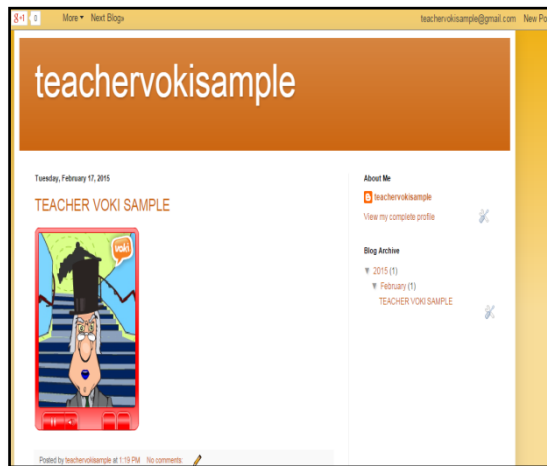 g+1 0 More Next Blog» teachervokisample@gmail.com New Po
teachervokisample
Tuesday, February 17, 2015
TEACHER VOKI SAMPLE
voki
Posted by teachervokisample at 1:19 PM No comments:
About Me
teachervokisample
View my complete profile
Blog Archive
▼ 2015 (1)
▼ February (1)
TEACHER VOKI SAMPLE